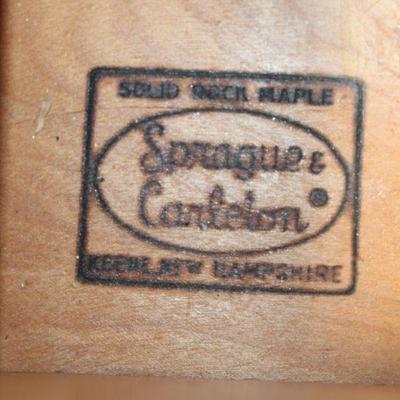 SOLID ROCK MAPLE
Sprague &
Carleton ®
KEENE, NEW HAMPSHIRE